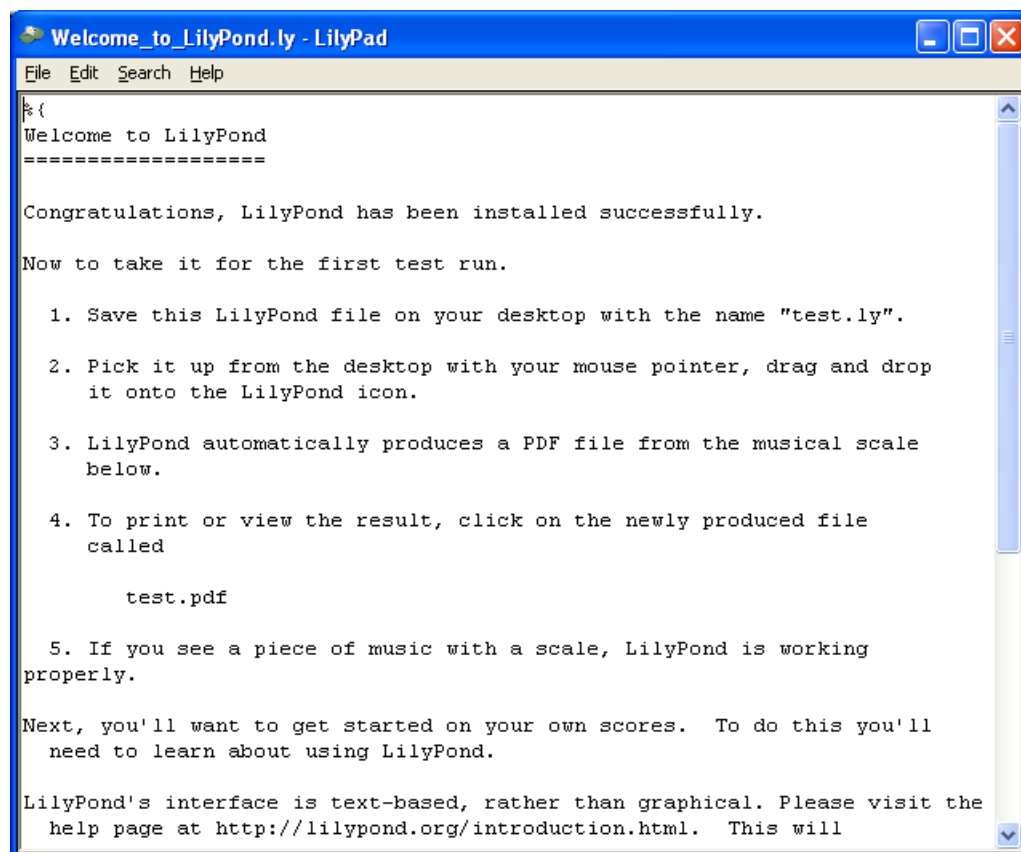 Welcome_to_LilyPond.ly - LilyPad
File Edit Search Help
%{
Welcome to LilyPond
===================
Congratulations, LilyPond has been installed successfully.
Now to take it for the first test run.
1. Save this LilyPond file on your desktop with the name "test.ly".
2. Pick it up from the desktop with your mouse pointer, drag and drop
it onto the LilyPond icon.
3. LilyPond automatically produces a PDF file from the musical scale
below.
4. To print or view the result, click on the newly produced file
called
test.pdf
5. If you see a piece of music with a scale, LilyPond is working
properly.
Next, you'll want to get started on your own scores.  To do this you'll
need to learn about using LilyPond.
LilyPond's interface is text-based, rather than graphical. Please visit the
help page at http://lilypond.org/introduction.html.  This will